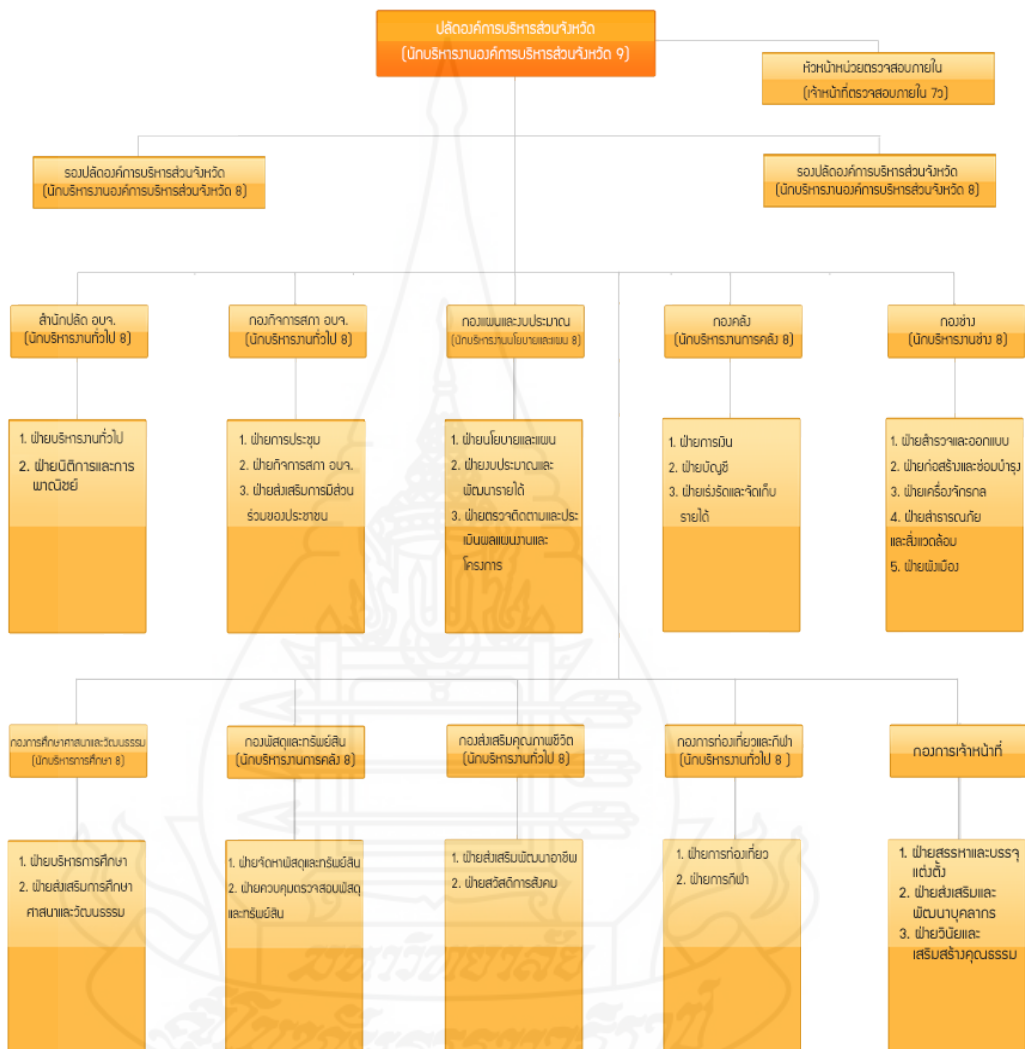 ปลัดองค์การบริหารส่วนจังหวัด
(นักบริหารงานองค์การบริหารส่วนจังหวัด 9)
หัวหน้าหน่วยตรวจสอบภายใน
(เจ้าหน้าที่ตรวจสอบภายใน 7ว)
รองปลัดองค์การบริหารส่วนจังหวัด
(นักบริหารงานองค์การบริหารส่วนจังหวัด 8)
รองปลัดองค์การบริหารส่วนจังหวัด
(นักบริหารงานองค์การบริหารส่วนจังหวัด 8)
สำนักปลัด อบจ.
(นักบริหารงานทั่วไป 8)
กองกิจการสภา อบจ.
(นักบริหารงานทั่วไป 8)
กองแผนและงบประมาณ
(นักบริหารงานนโยบายและแผน 8)
กองคลัง
(นักบริหารงานการคลัง 8)
กองช่าง
(นักบริหารงานช่าง 8)
1. ฝ่ายบริหารงานทั่วไป
2. ฝ่ายนิติการและการ
พาณิชย์
1. ฝ่ายการประชุม
2. ฝ่ายกิจการสภา อบจ.
3. ฝ่ายส่งเสริมการมีส่วน
ร่วมของประชาชน
1. ฝ่ายนโยบายและแผน
2. ฝ่ายงบประมาณและ
พัฒนารายได้
3. ฝ่ายตรวจติดตามและประ
เมินผลแผนงานและ
โครงการ
1. ฝ่ายการเงิน
2. ฝ่ายบัญชี
3. ฝ่ายเร่งรัดและจัดเก็บ
รายได้
1. ฝ่ายสำรวจและออกแบบ
2. ฝ่ายก่อสร้างและซ่อมบำรุง
3. ฝ่ายเครื่องจักรกล
4. ฝ่ายสาธารณภัย
และสิ่งแวดล้อม
5. ฝ่ายผังเมือง
กองการศึกษาศาสนาและวัฒนธรรม
(นักบริหารการศึกษา 8)
กองพัสดุและทรัพย์สิน
(นักบริหารงานการคลัง 8)
กองส่งเสริมคุณภาพชีวิต
(นักบริหารงานทั่วไป 8)
กองการท่องเที่ยวและกีฬา
(นักบริหารงานทั่วไป 8 )
กองการเจ้าหน้าที่
1. ฝ่ายบริหารการศึกษา
2. ฝ่ายส่งเสริมการศึกษา
ศาสนาและวัฒนธรรม
1. ฝ่ายจัดหาพัสดุและทรัพย์สิน
2. ฝ่ายควบคุมตรวจสอบพัสดุ
และทรัพย์สิน
1. ฝ่ายส่งเสริมพัฒนาอาชีพ
2. ฝ่ายสวัสดิการสังคม
1. ฝ่ายการท่องเที่ยว
2. ฝ่ายการกีฬา
1. ฝ่ายสรรหาและบรรจุ
แต่งตั้ง
2. ฝ่ายส่งเสริมและ
พัฒนาบุคลากร
3. ฝ่ายวินัยและ
เสริมสร้างคุณธรรม
มหาวิทยาลัย